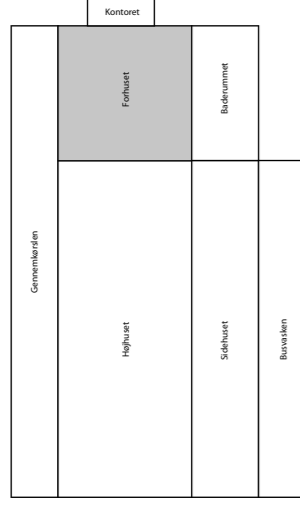 Kontoret
Forhuset
Baderummet
Gennemkørslen
Højhuset
Sidehuset
Busvasken